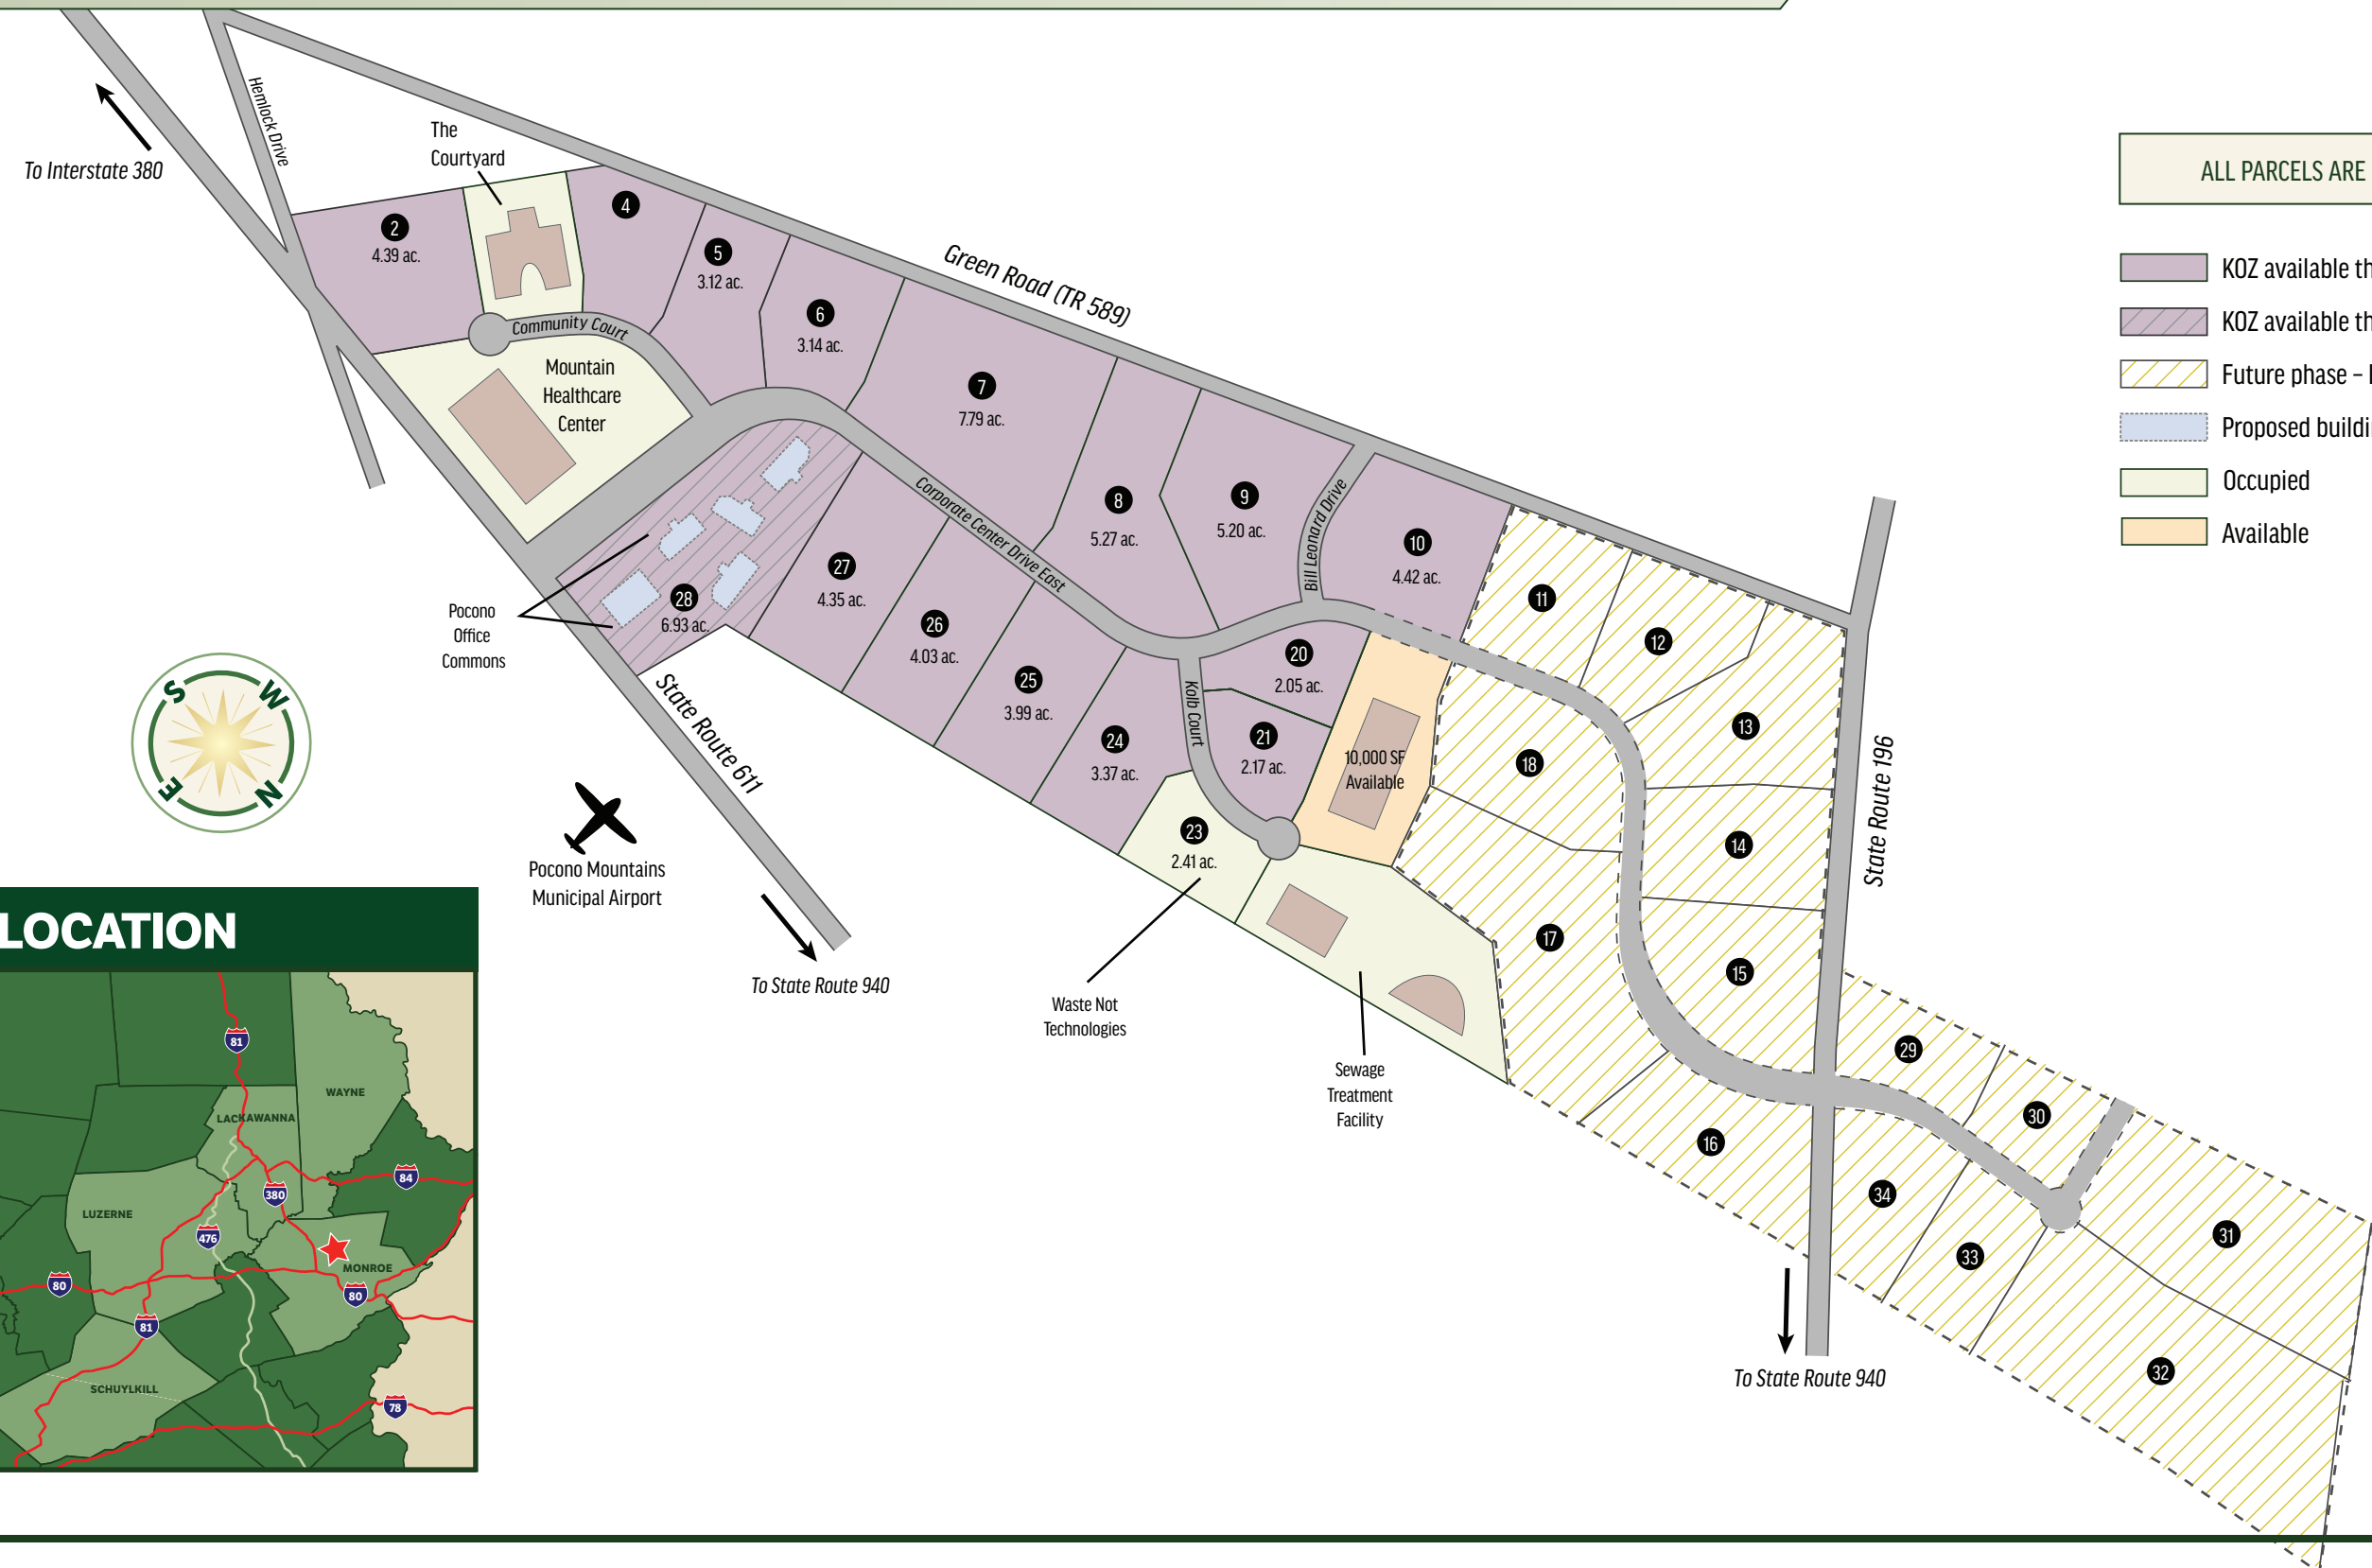 Hemlock Drive
To Interstate 380
The
Courtyard
2
4.39 ac.
4
5
3.12 ac.
6
3.14 ac.
Green Road (TR 589)
Community Court
Mountain
Healthcare
Center
7
7.79 ac.
8
5.27 ac.
9
5.20 ac.
Bill Leonard Drive
10
4.42 ac.
Corporate Center Drive East
27
4.35 ac.
28
6.93 ac.
26
4.03 ac.
25
3.99 ac.
24
3.37 ac.
20
2.05 ac.
21
2.17 ac.
Kolb Court
10,000 SF
Available
23
2.41 ac.
Pocono
Office
Commons
State Route 611
Pocono Mountains
Municipal Airport
To State Route 940
Waste Not
Technologies
Sewage
Treatment
Facility
11
12
13
14
15
16
17
18
State Route 196
29
30
31
32
33
34
To State Route 940
ALL PARCELS ARE
KOZ available
KOZ available
Future phase –
Proposed
Occupied
Available
S
W
E
N
LOCATION
81
WAYNE
LACKAWANNA
84
380
LUZERNE
476
MONROE
80
80
81
SCHUYLKILL
78